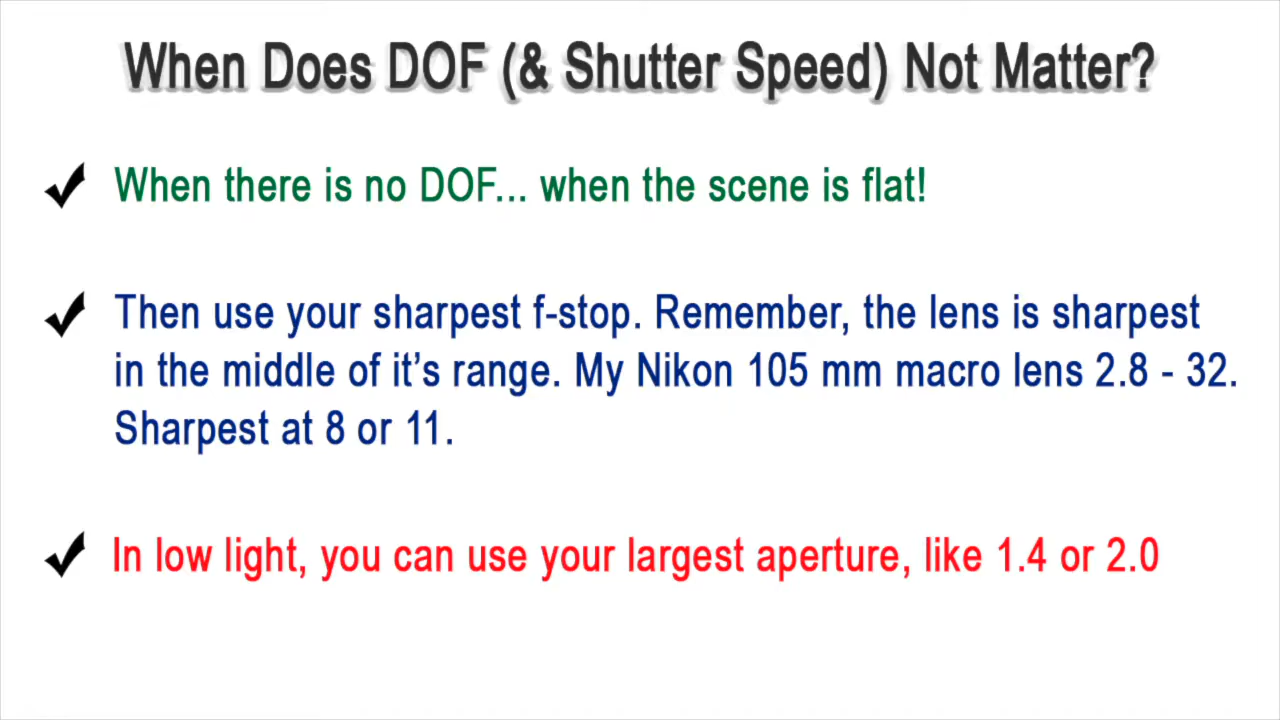 When Does DOF (& Shutter Speed) Not Matter?
When there is no DOF... when the scene is flat!
Then use your sharpest f-stop. Remember, the lens is sharpest
in the middle of it’s range. My Nikon 105 mm macro lens 2.8 - 32.
Sharpest at 8 or 11.
In low light, you can use your largest aperture, like 1.4 or 2.0